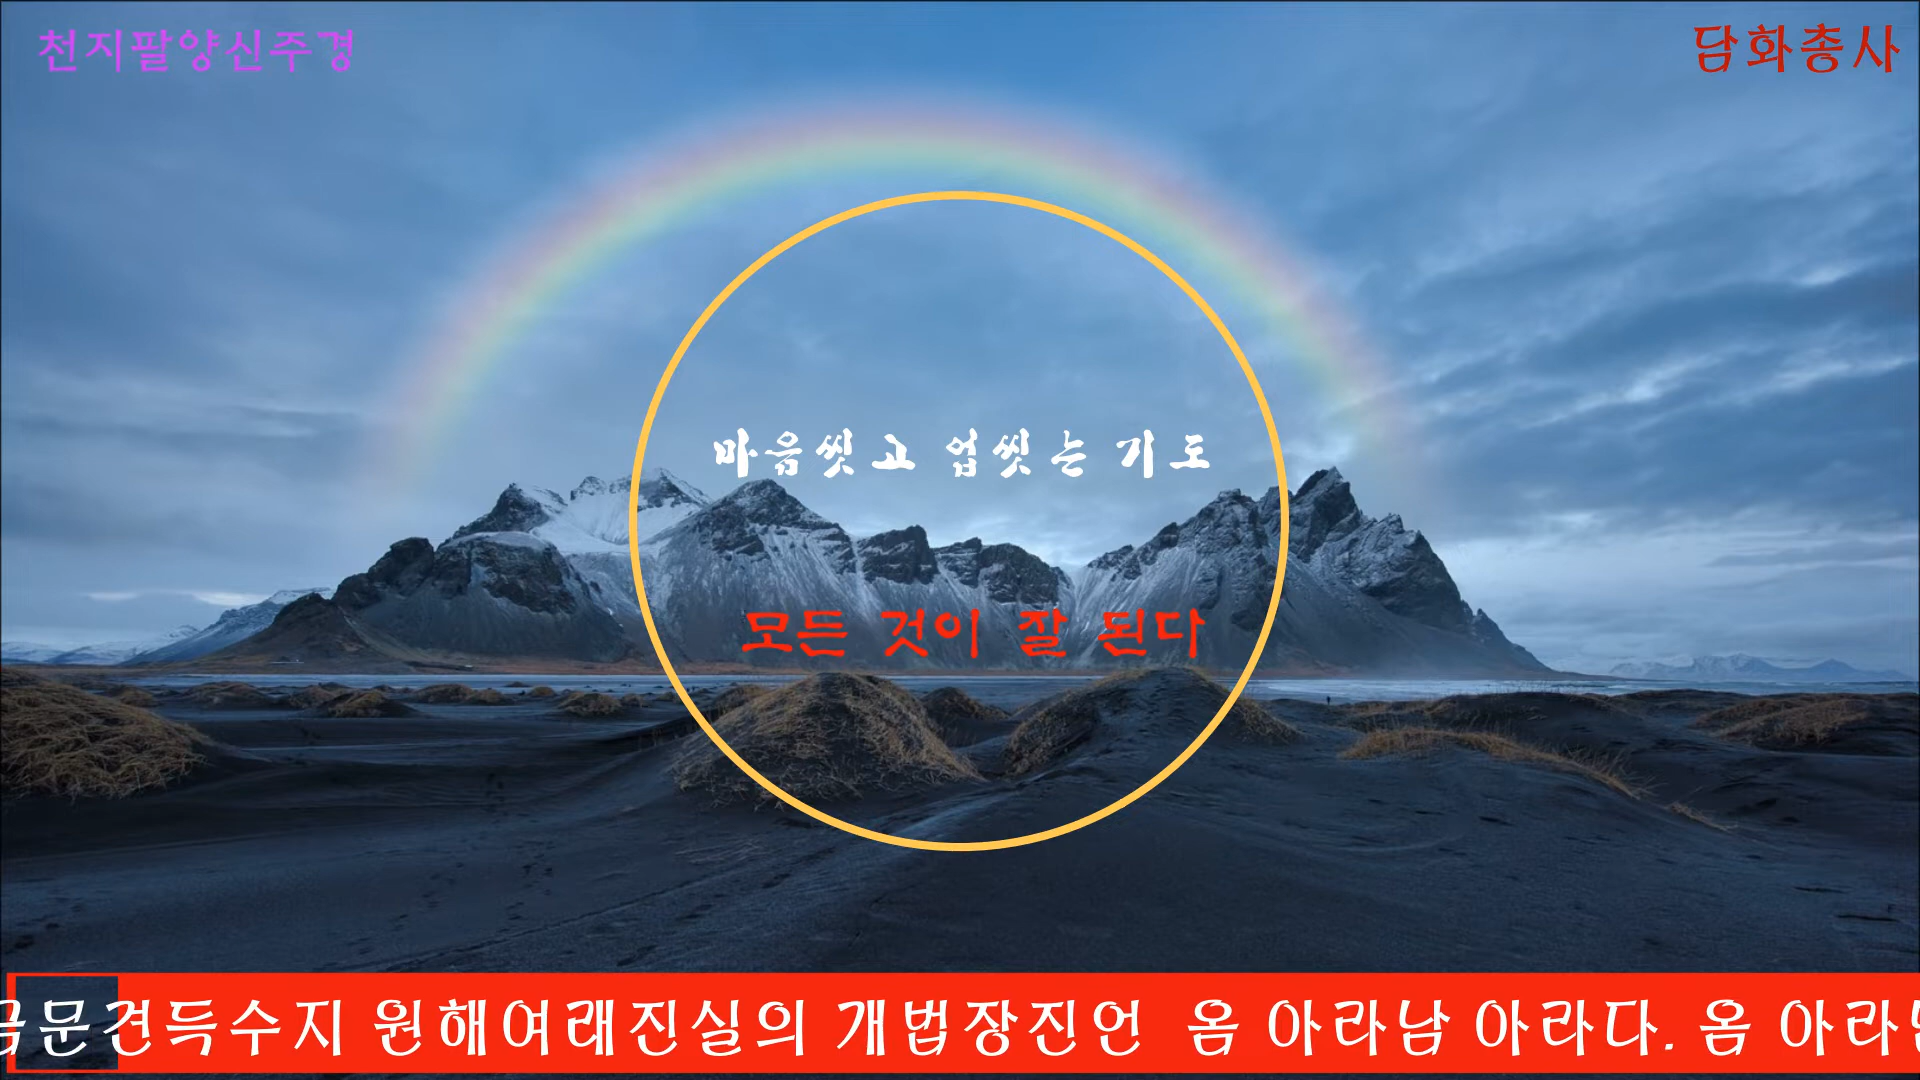 천지팔양신주경
담화총사
마음씻고 업씻는 기도
모든 것이 잘 된다
금문견득수지 원해여래진실의 개법장진언 옴 아라남 아라다. 옴 아라